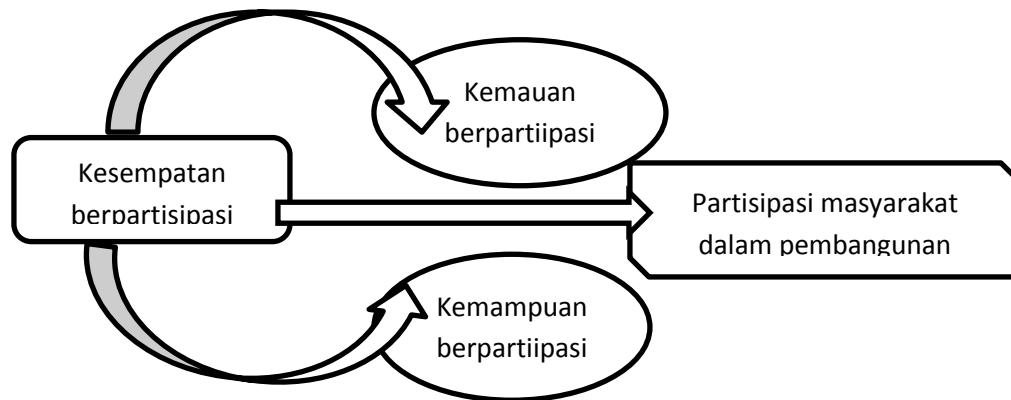 Kemauan
berpartiipasi
Kesempatan
berpartisipasi
Partisipasi masyarakat
dalam pembangunan
Kemampuan
berpartiipasi